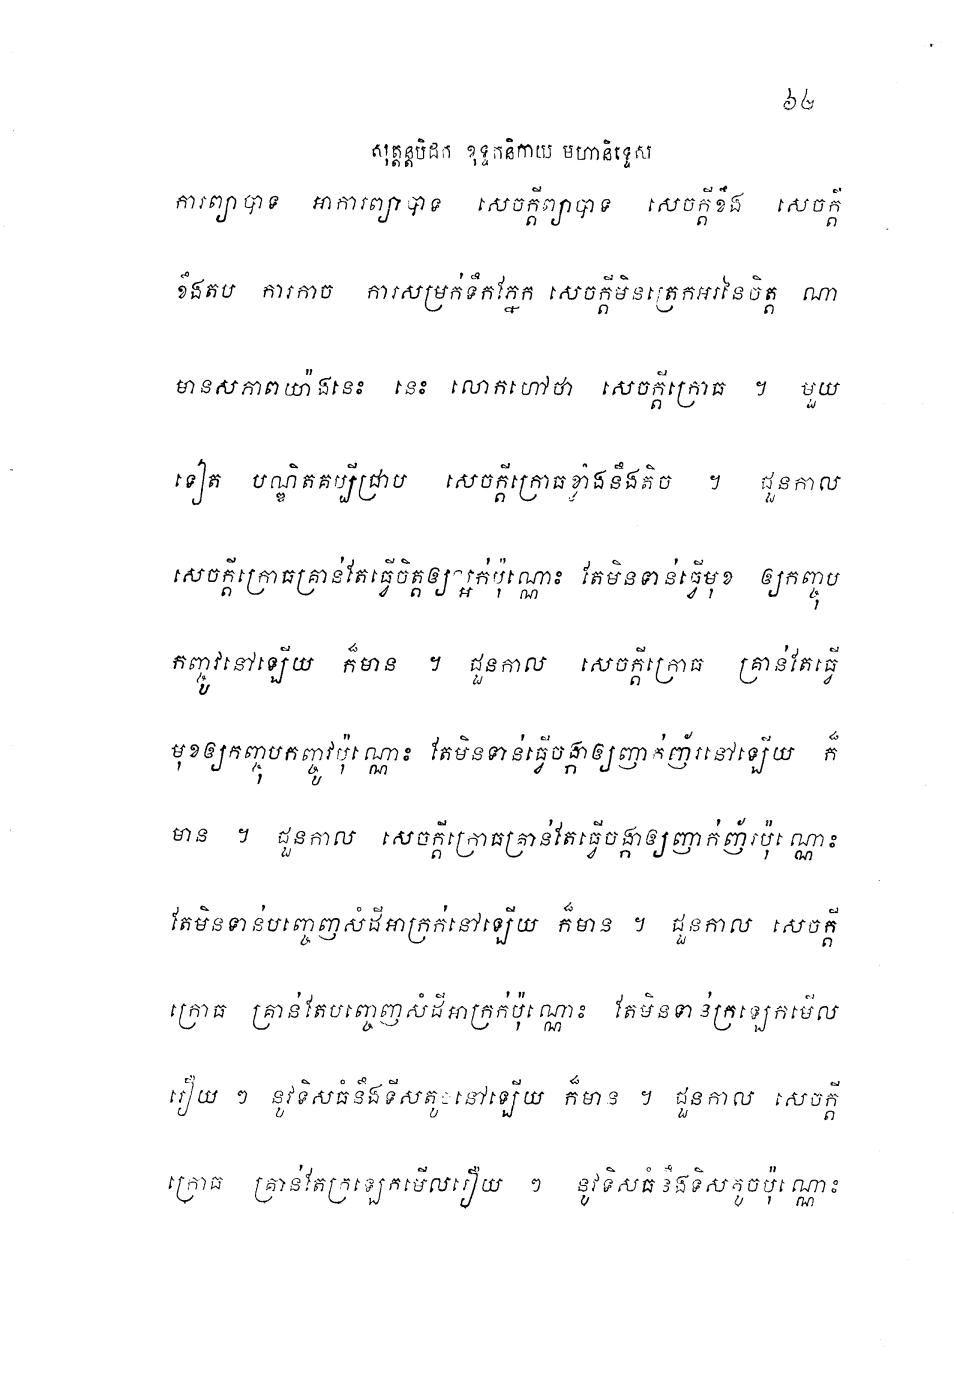 ៦៤
សុត្តន្តបិដក ខុទ្ទកនិកាយ មហានិទ្ទេស
ការព្យាបាទ អាការព្យាបាទ សេចក្តីព្យាបាទ សេចក្តីខឹង សេចក្តី
ខឹងតប ការកាច ការសម្រក់ទឹកភ្នែក សេចក្តីមិនត្រេកអរនៃចិត្ត ណា
មានសភាពយ៉ាងនេះ នេះ លោកហៅថា សេចក្តីក្រោធ ។ មួយ
ទៀត បណ្ឌិតគប្បីជ្រាប សេចក្តីក្រោធខ្លាំងនឹងតិច ។ ជួនកាល
សេចក្តីក្រោធគ្រាន់តែធ្វើចិត្តឲ្យល្អក់ប៉ុណ្ណោះ តែមិនទាន់ធ្វើមុខ ឲ្យកញ្ចុប
កញ្ចូវនៅឡើយ ក៏មាន ។ ជួនកាល សេចក្តីក្រោធ គ្រាន់តែធ្វើ
មុខឲ្យកញ្ចុបកញ្ចូវប៉ុណ្ណោះ តែមិនទាន់ធ្វើចង្កាឲ្យញាក់ញ័រនៅឡើយ ក៏
មាន ។ ជួនកាល សេចក្តីក្រោធគ្រាន់តែធ្វើចង្កាឲ្យញាក់ញ័រប៉ុណ្ណោះ
តែមិនទាន់បញ្ចេញសំដីអាក្រក់នៅឡើយ ក៏មាន ។ ជួនកាល សេចក្តី
ក្រោធ គ្រាន់តែបញ្ចេញសំដីអាក្រក់ប៉ុណ្ណោះ តែមិនទាន់ក្រឡេកមើល
រឿយ ៗ នូវទិសធំនឹងទិសតូចនៅឡើយ ក៏មាន ។ ជួនកាល សេចក្តី
ក្រោធ គ្រាន់តែក្រឡេកមើលរឿយ ៗ នូវទិសធំនឹងទិសតូចប៉ុណ្ណោះ